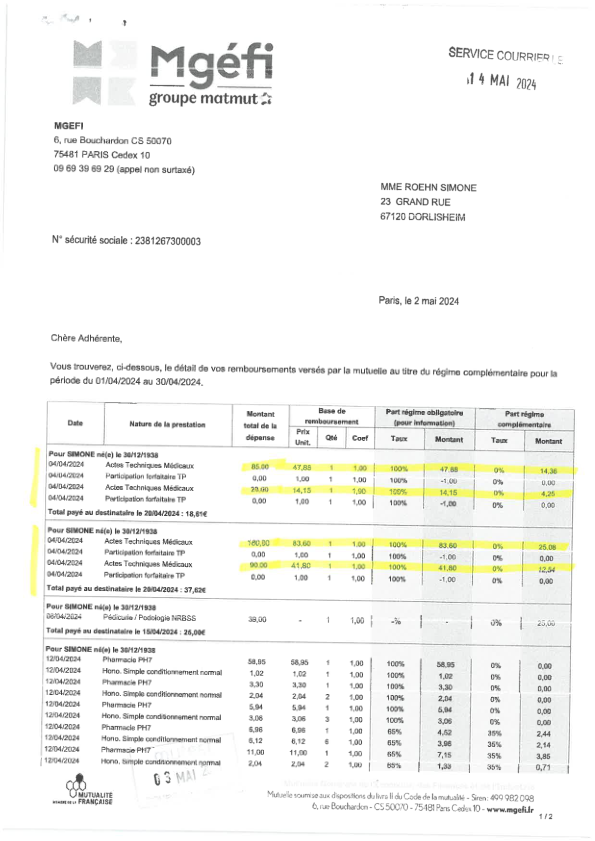 Mgéfi
groupe matmut
SERVICE COURRIER
14 MAI 2024
MGEFI
6, rue Bouchardon CS 50070
75481 PARIS Cedex 10
09 69 39 69 29 (appel non surtaxé)
MME ROEHN SIMONE
23 GRAND RUE
67120 DORLISHEIM
N° sécurité sociale : 2381267300003
Paris, le 2 mai 2024
Chère Adhérente,
Vous trouverez, ci-dessous, le détail de vos remboursements versés par la mutuelle au titre du régime complémentaire pour la
période du 01/04/2024 au 30/04/2024.
Date Nature de la prestation Montant total de la dépense Base de remboursement Part régime obligatoire (pour information) Part régime complémentaire
Prix Unit. Qté Coef Taux Montant Taux Montant
Pour SIMONE né(e) le 30/12/1938
04/04/2024 Actes Techniques Médicaux 85,00 47,88 1 1,00 100% 47,88 0% 14,36
04/04/2024 Participation forfaitaire TP 0,00 1,00 1 1,00 100% -1,00 0% 0,00
04/04/2024 Actes Techniques Médicaux 14,15 1 1,00 100% 14,15 0% 4,25
04/04/2024 Participation forfaitaire TP 0,00 1,00 1 1,00 100% -1,00 0% 0,00
Total payé au destinataire le 20/04/2024 : 18,61€
Pour SIMONE né(e) le 30/12/1938
04/04/2024 Actes Techniques Médicaux 160,00 83,60 1 1,00 100% 83,60 0% 25,08
04/04/2024 Participation forfaitaire TP 0,00 1,00 1 1,00 100% -1,00 0% 0,00
04/04/2024 Actes Techniques Médicaux 90,00 41,80 1 1,00 100% 41,80 0% 12,54
04/04/2024 Participation forfaitaire TP 0,00 1,00 1 1,00 100% -1,00 0% 0,00
Total payé au destinataire le 20/04/2024 : 37,62€
Pour SIMONE né(e) le 30/12/1938
06/04/2024 Pédicurie / Podologie NRBSS 39,00 - 1 1,00 -% - 0% 25,00
Total payé au destinataire le 15/04/2024 : 25,00€
Pour SIMONE né(e) le 30/12/1938
12/04/2024 Pharmacie PH7 58,95 58,95 1 1,00 100% 58,95 0% 0,00
12/04/2024 Hono. Simple conditionnement normal 1,02 1,02 1 1,00 100% 1,02 0% 0,00
12/04/2024 Pharmacie PH7 3,30 3,30 1 1,00 100% 3,30 0% 0,00
12/04/2024 Hono. Simple conditionnement normal 2,04 2,04 2 1,00 100% 2,04 0% 0,00
12/04/2024 Pharmacie PH7 5,94 5,94 1 1,00 100% 5,94 0% 0,00
12/04/2024 Hono. Simple conditionnement normal 3,06 3,06 3 1,00 100% 3,06 0% 0,00
12/04/2024 Pharmacie PH7 6,96 6,96 1 1,00 65% 4,52 35% 2,44
12/04/2024 Hono. Simple conditionnement normal 6,12 6,12 6 1,00 65% 3,98 35% 2,14
12/04/2024 Pharmacie PH7 11,00 11,00 1 1,00 65% 7,15 35% 3,85
12/04/2024 Hono. Simple conditionnement normal 2,04 2,04 2 1,00 65% 1,33 35% 0,71
03 MAI 2
MUTUALITÉ
MEMBRE DE LA FRANÇAISE
Mutuelle soumise aux dispositions du livre II du Code de la mutualité - Siren : 499 982 098
6, rue Bouchardon - CS 50070 - 75481 Paris Cedex 10 - www.mgefi.fr
1 / 2